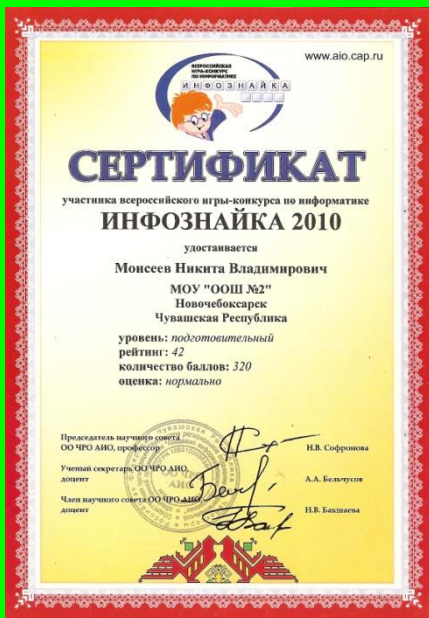 www.aio.cap.ru
ВСЕРОССИЙСКАЯ
ИГРА-КОНКУРС
ПО ИНФОРМАТИКЕ
ИНФОЗНАЙКА
СЕРТИФИКАТ
участника всероссийского игры-конкурса по информатике
ИНФОЗНАЙКА 2010
удостаивается
Моисеев Никита Владимирович
МОУ "ООШ №2"
Новочебоксарск
Чувашская Республика
уровень: подготовительный
рейтинг: 42
количество баллов: 320
оценка: нормально
Председатель научного совета
ОО ЧРО АИО, профессор
Н.В. Софронова
Ученый секретарь ОО ЧРО АИО,
доцент
А.А. Бельчусов
Член научного совета ОО ЧРО АИО,
доцент
Н.В. Бакшаева